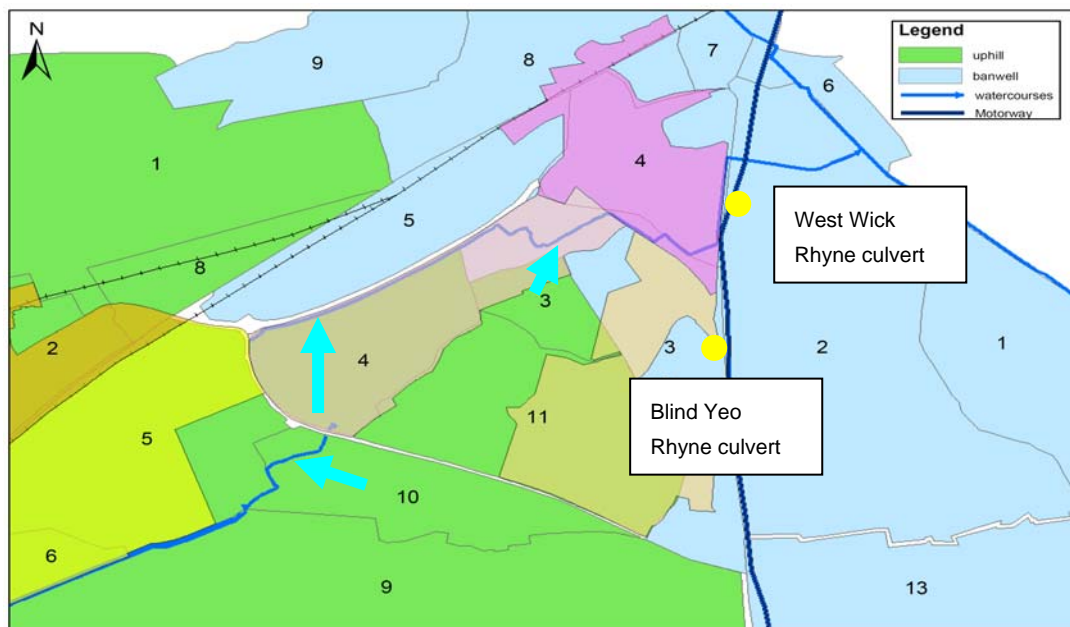 N
Legend
uphill
banwell
watercourses
Motorway
9
8
7
6
1
4
5
West Wick
Rhyne culvert
8
3
2
4
3
2
1
Blind Yeo
Rhyne culvert
5
11
10
6
9
13